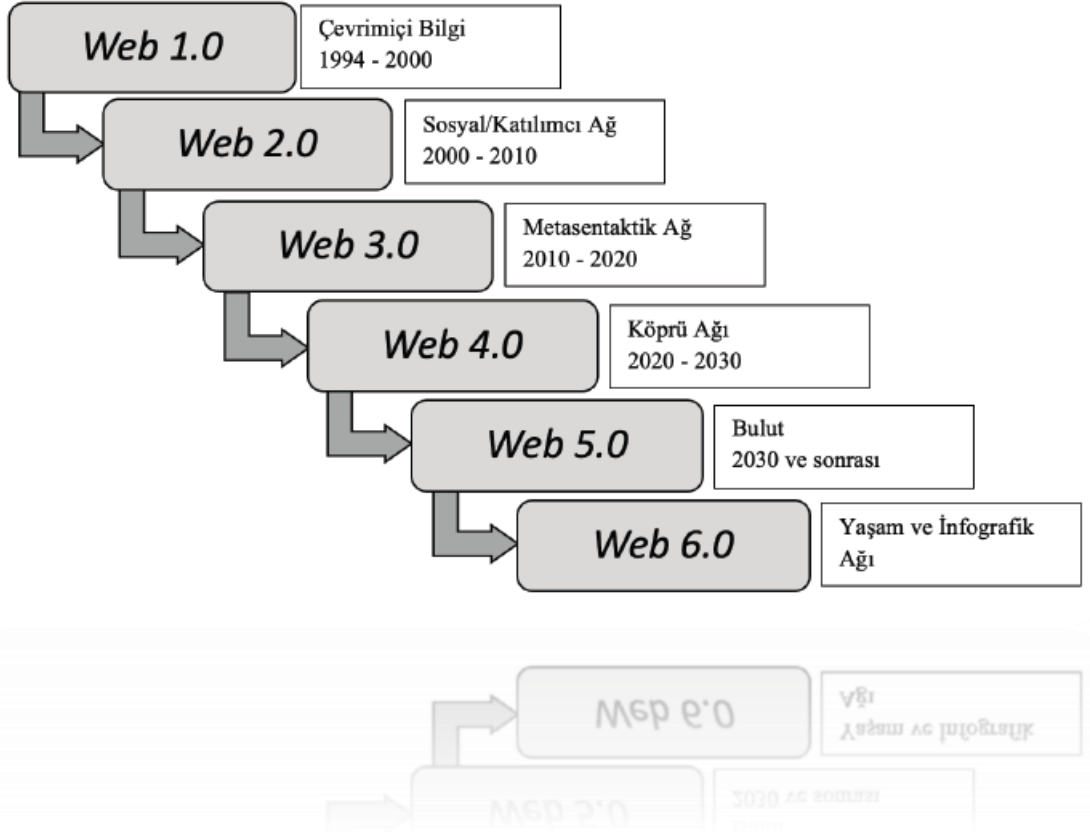 Web 1.0
Çevrimiçi Bilgi
1994 - 2000
Web 2.0
Sosyal/Katılımcı Ağ
2000 - 2010
Web 3.0
Metasentaktik Ağ
2010 - 2020
Web 4.0
Köprü Ağı
2020 - 2030
Web 5.0
Bulut
2030 ve sonrası
Web 6.0
Yaşam ve İnfografik
Ağı